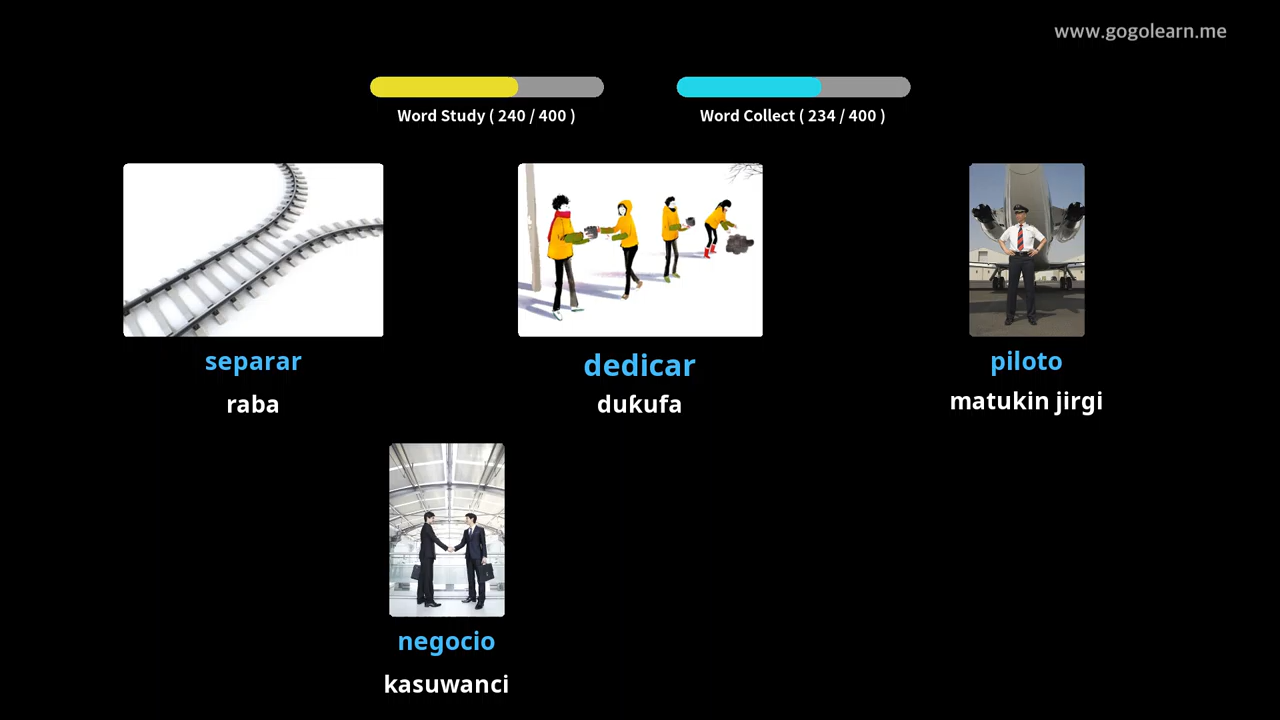 www.gogolearn.me
Word Study ( 240 / 400 )
Word Collect ( 234 / 400 )
separar
dedicar
piloto
raba
duƙufa
matukin jirgi
negocio
kasuwanci